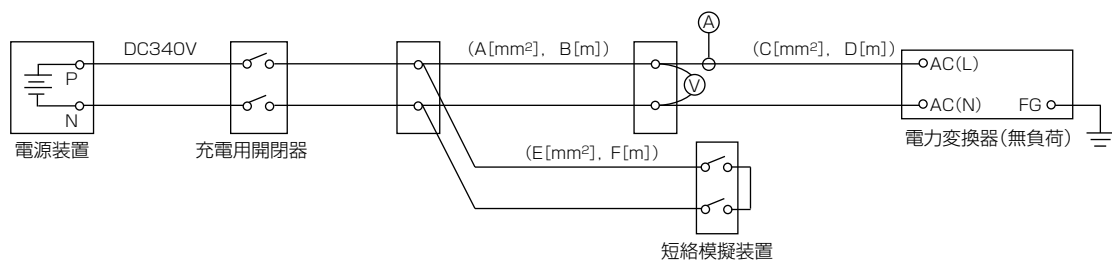 Ⓐ
DC340V
(A[mm²],　B[m])
(C[mm²],　D[m])
P
Ⓥ
AC(L)
N
AC(N)
FG
電源装置
充電用開閉器
電力変換器(無負荷)
(E[mm²], F[m])
短絡模擬装置